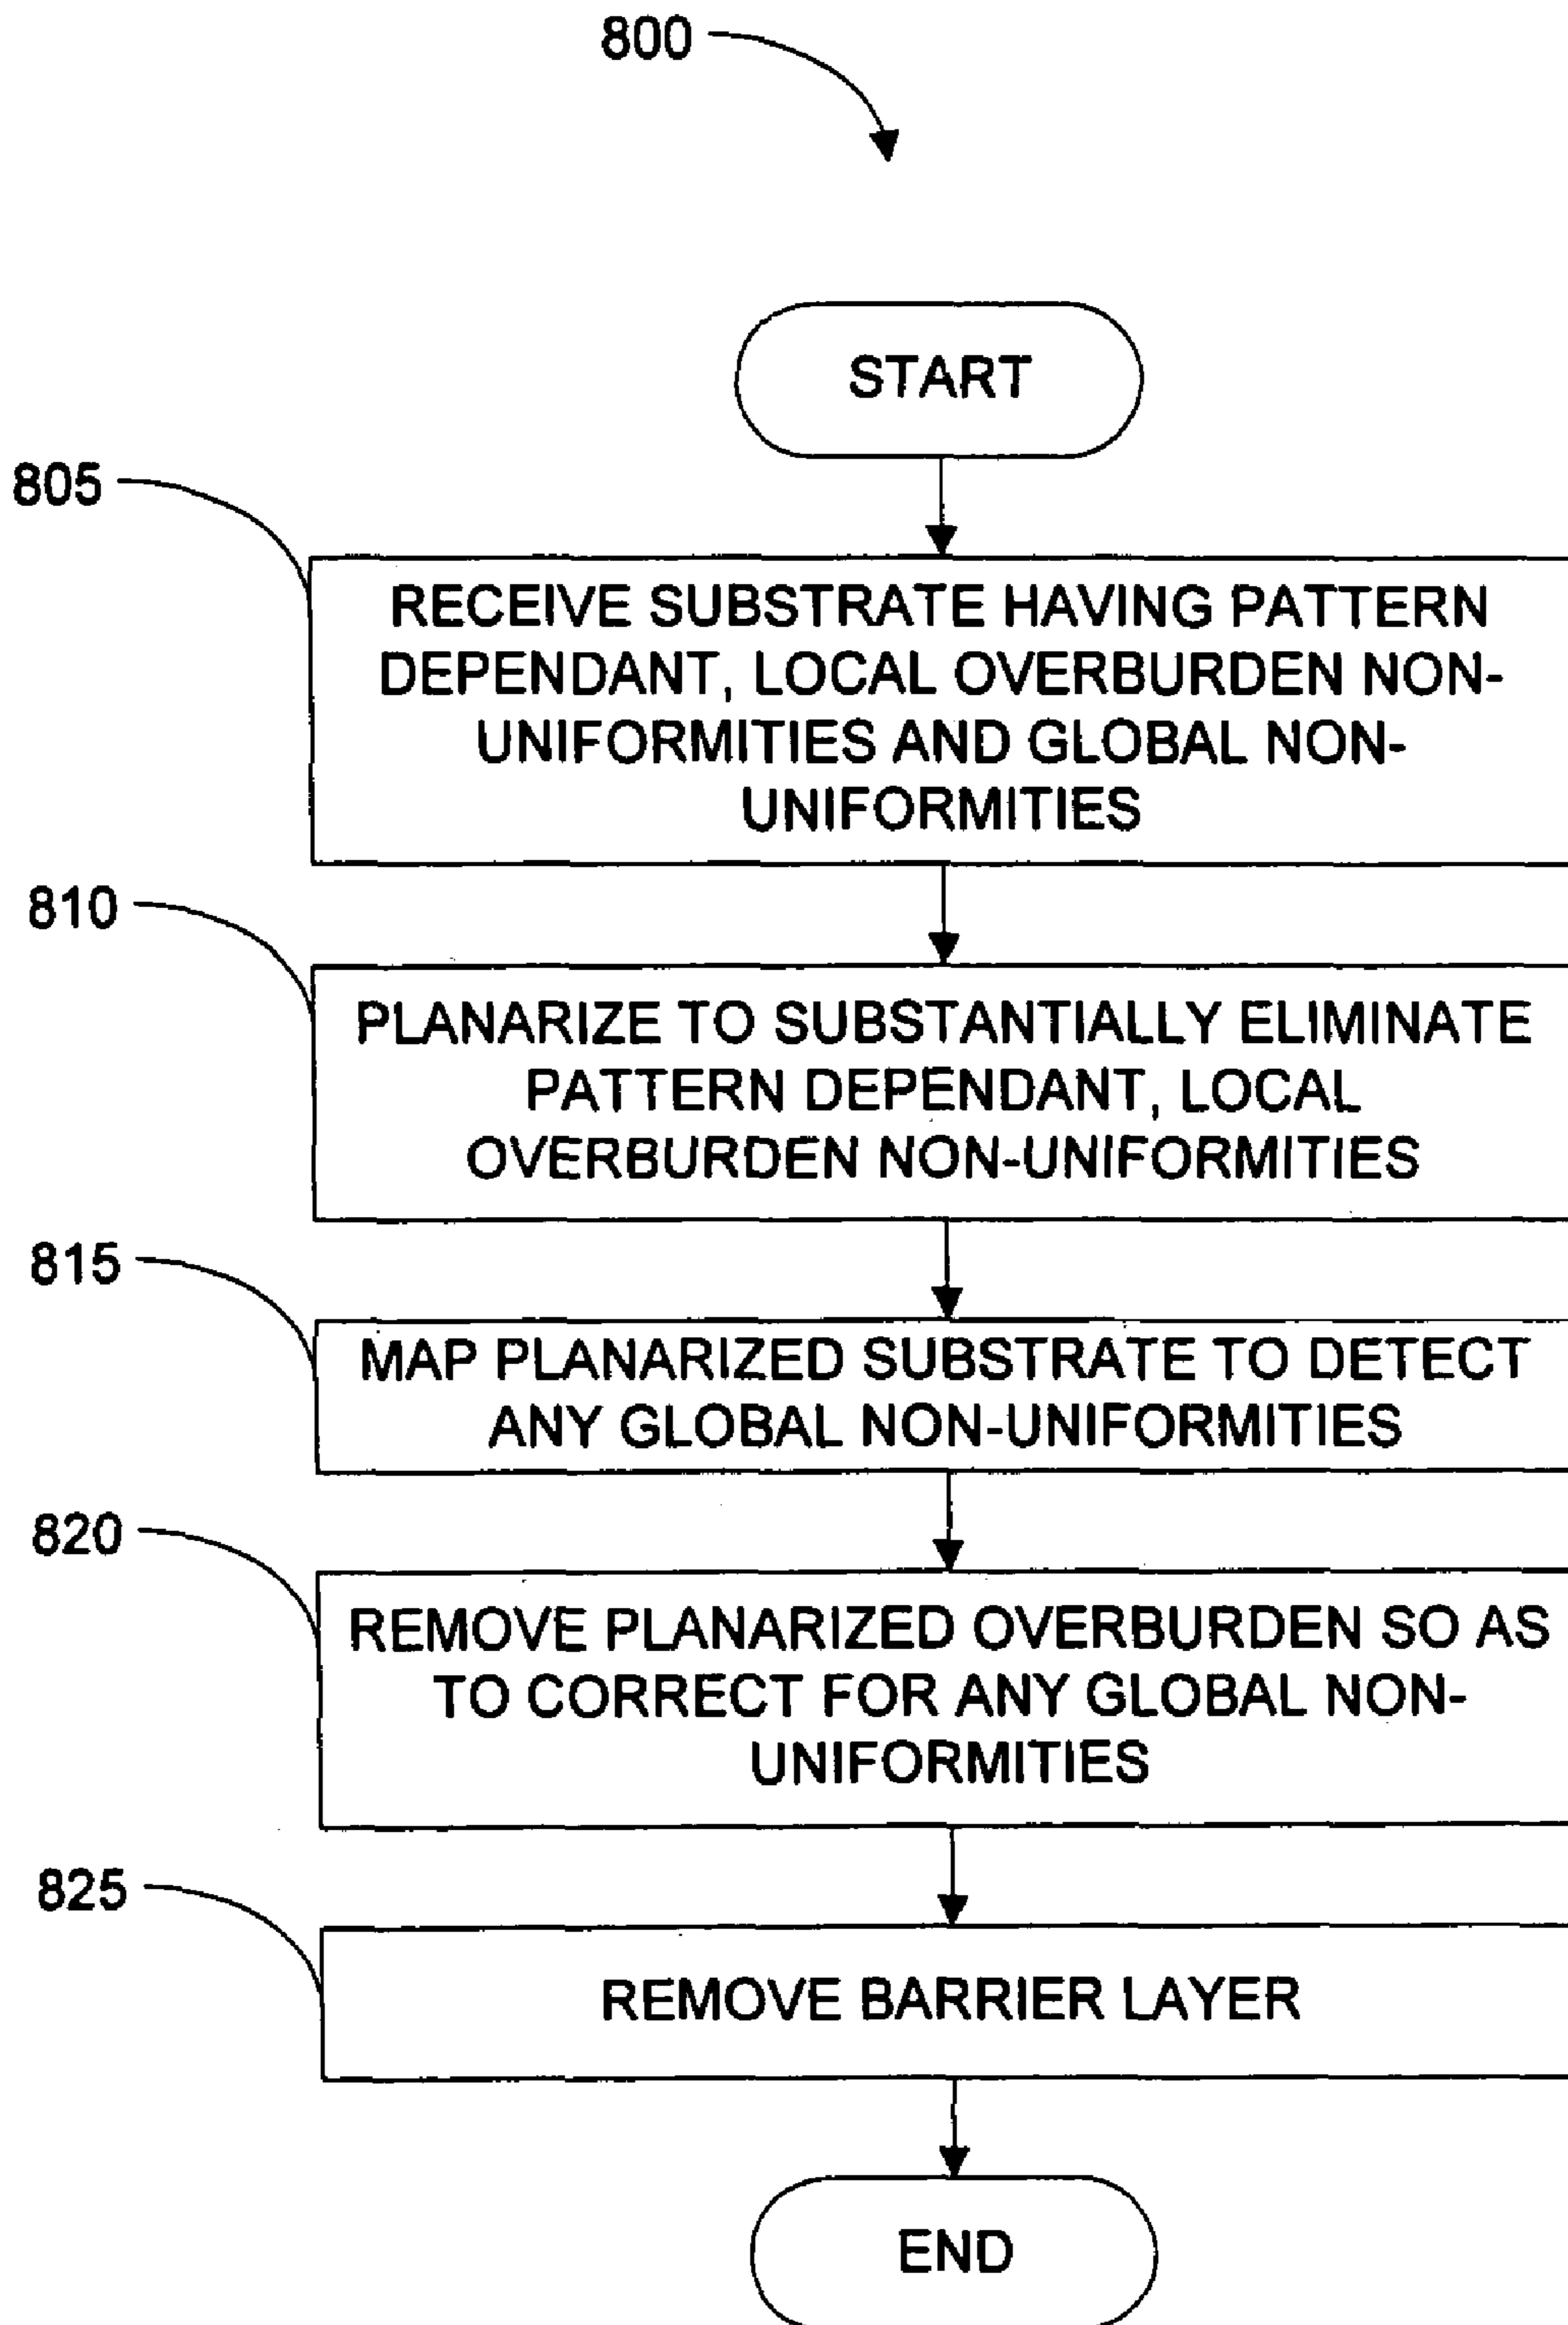 800
START
805
RECEIVE SUBSTRATE HAVING PATTERN
DEPENDANT, LOCAL OVERBURDEN NON-
UNIFORMITIES AND GLOBAL NON-
UNIFORMITIES
810
PLANARIZE TO SUBSTANTIALLY ELIMINATE
PATTERN DEPENDANT, LOCAL
OVERBURDEN NON-UNIFORMITIES
815
MAP PLANARIZED SUBSTRATE TO DETECT
ANY GLOBAL NON-UNIFORMITIES
820
REMOVE PLANARIZED OVERBURDEN SO AS
TO CORRECT FOR ANY GLOBAL NON-
UNIFORMITIES
825
REMOVE BARRIER LAYER
END